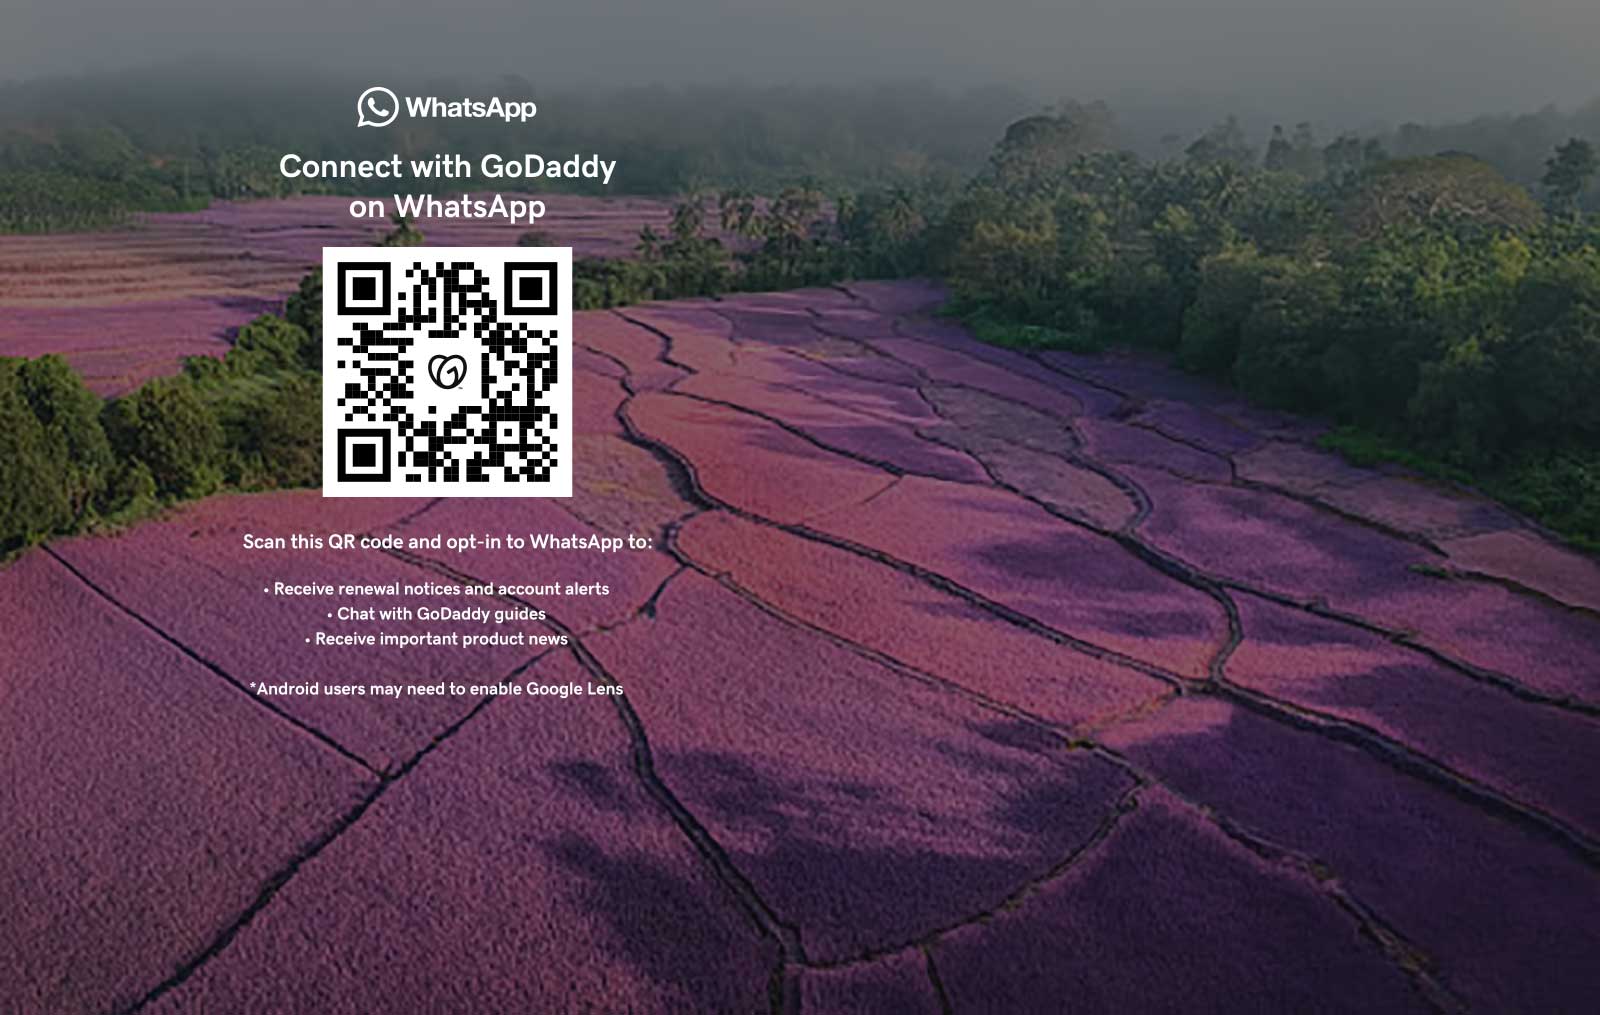 WhatsApp
Connect with GoDaddy
on WhatsApp
Scan this QR code and opt-in to WhatsApp to:
• Receive renewal notices and account alerts
• Chat with GoDaddy guides
• Receive important product news
*Android users may need to enable Google Lens